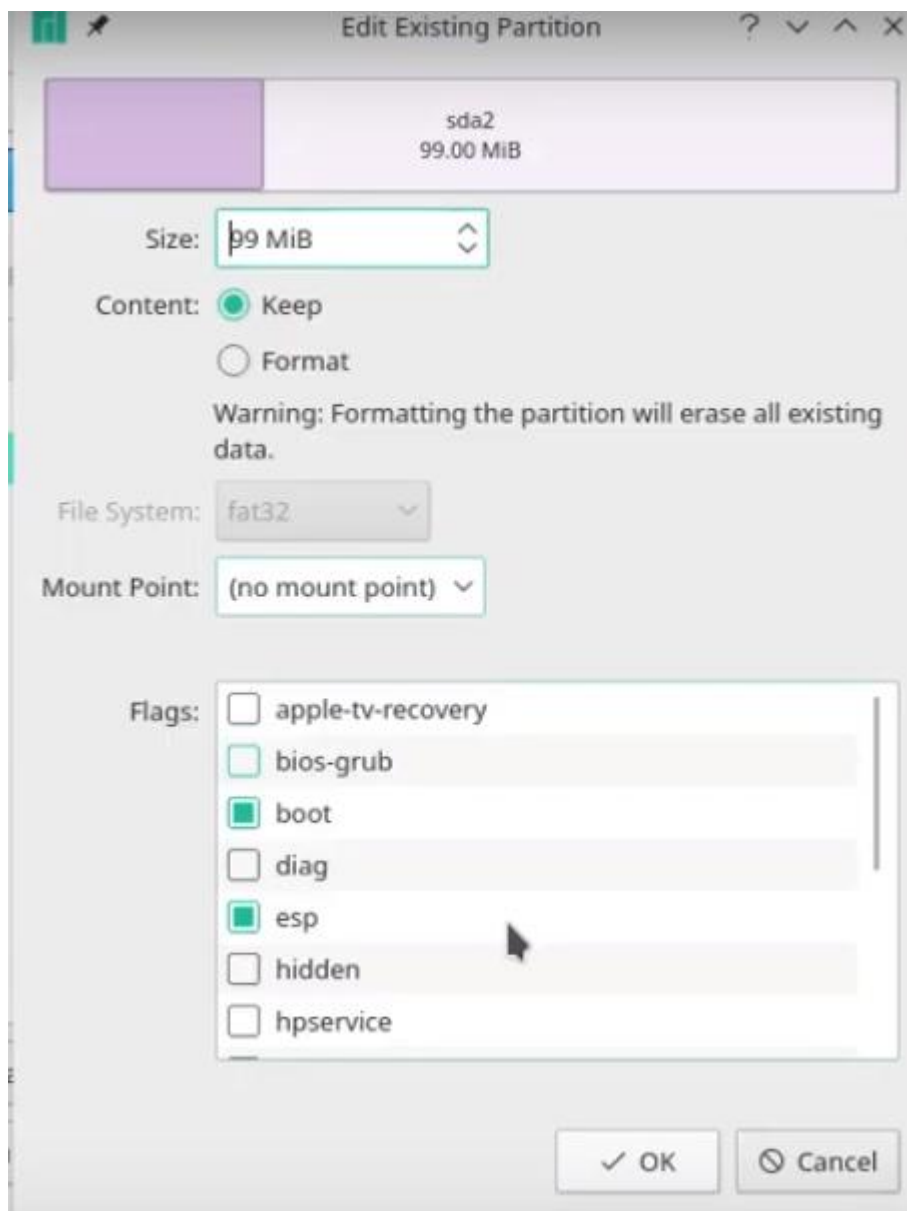 Edit Existing Partition
sda2
99.00 MiB
Size: 99 MiB
Content: Keep
Format
Warning: Formatting the partition will erase all existing
data.
File System: fat32
Mount Point: (no mount point)
Flags: apple-tv-recovery
bios-grub
boot
diag
esp
hidden
hpservice
OK Cancel